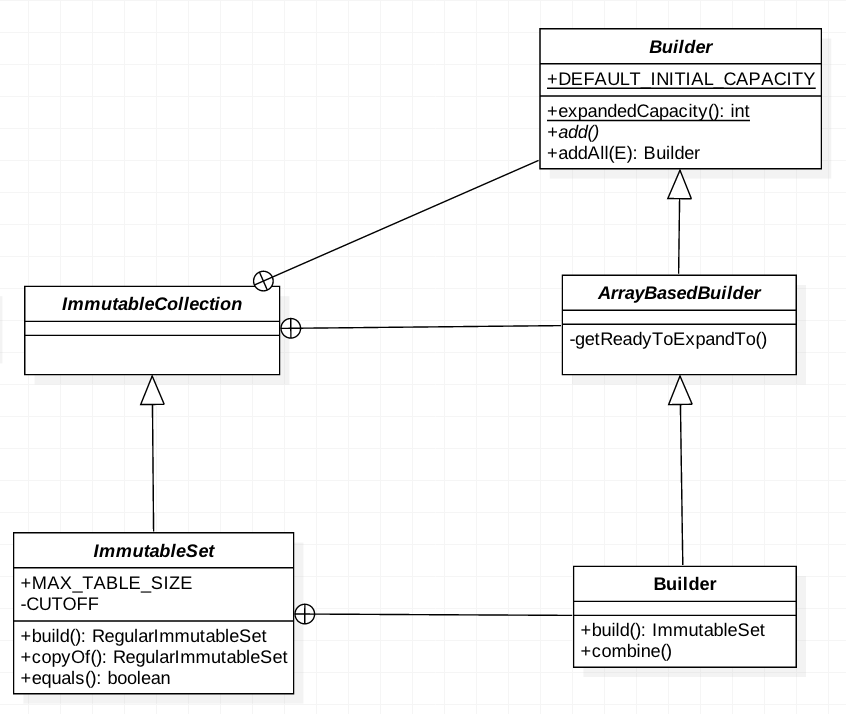 Builder
+DEFAULT_INITIAL_CAPACITY
+expandedCapacity(): int
+add()
+addAll(E): Builder
ImmutableCollection
ArrayBasedBuilder
-getReadyToExpandTo()
ImmutableSet
+MAX_TABLE_SIZE
-CUTOFF
+build(): RegularImmutableSet
+copyOf(): RegularImmutableSet
+equals(): boolean
Builder
+build(): ImmutableSet
+combine()